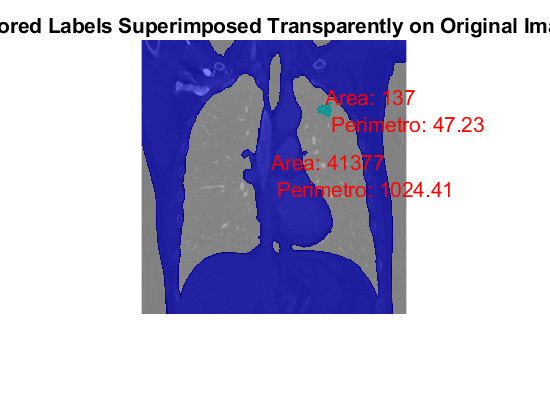 ored Labels Superimposed Transparently on Original Ima
Area: 137
Perimetro: 47.23
Area: 41377
Perimetro: 1024.41